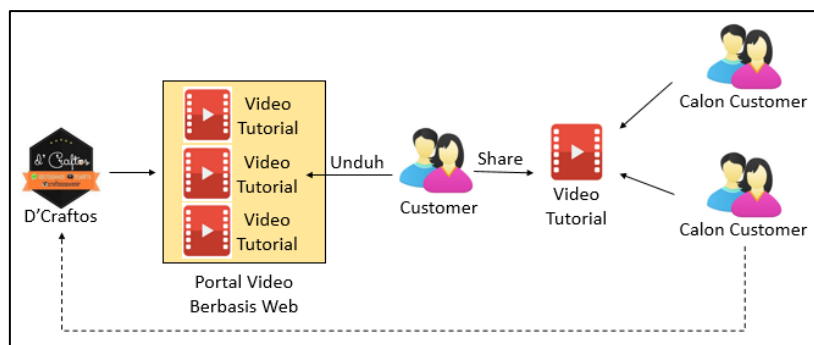 d' Craftos
D'Craftos
Video
Tutorial
Video
Tutorial
Video
Tutorial
Portal Video
Berbasis Web
Unduh
Customer
Share
Video
Tutorial
Calon Customer
Calon Customer